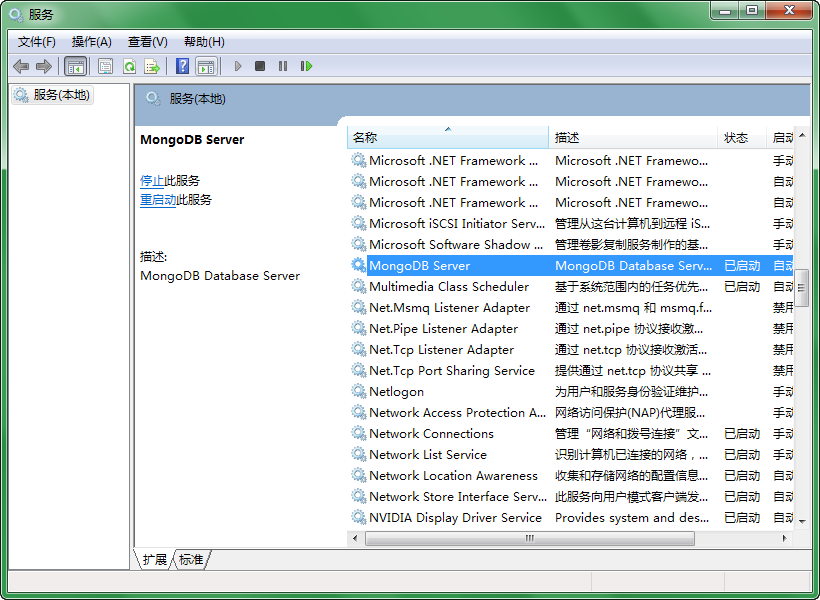 服务
文件(F) 操作(A) 查看(V) 帮助(H)
服务(本地)
服务(本地)
MongoDB Server
停止此服务
重启动此服务
描述:
MongoDB Database Server
名称 描述 状态 启动
Microsoft .NET Framework ... Microsoft .NET Framewo... 手动
Microsoft .NET Framework ... Microsoft .NET Framewo... 自动
Microsoft .NET Framework ... Microsoft .NET Framewo... 自动
Microsoft iSCSI Initiator Serv... 管理从这台计算机到远程 iS... 手动
Microsoft Software Shadow ... 管理卷影复制服务制作的基... 手动
MongoDB Server MongoDB Database Serv... 已启动 自动
Multimedia Class Scheduler 基于系统范围内的任务优先... 已启动 自动
Net.Msmq Listener Adapter 通过 net.msmq 和 msmq.f... 禁用
Net.Pipe Listener Adapter 通过 net.pipe 协议接收激... 禁用
Net.Tcp Listener Adapter 通过 net.tcp 协议接收激活... 禁用
Net.Tcp Port Sharing Service 提供通过 net.tcp 协议共享 ... 禁用
Netlogon 为用户和服务身份验证维护... 手动
Network Access Protection A... 网络访问保护(NAP)代理服... 手动
Network Connections 管理“网络和拨号连接”文... 已启动 手动
Network List Service 识别计算机已连接的网络，... 已启动 手动
Network Location Awareness 收集和存储网络的配置信息... 已启动 自动
Network Store Interface Serv... 此服务向用户模式客户端发... 已启动 自动
NVIDIA Display Driver Service Provides system and des... 已启动 自动
扩展 标准